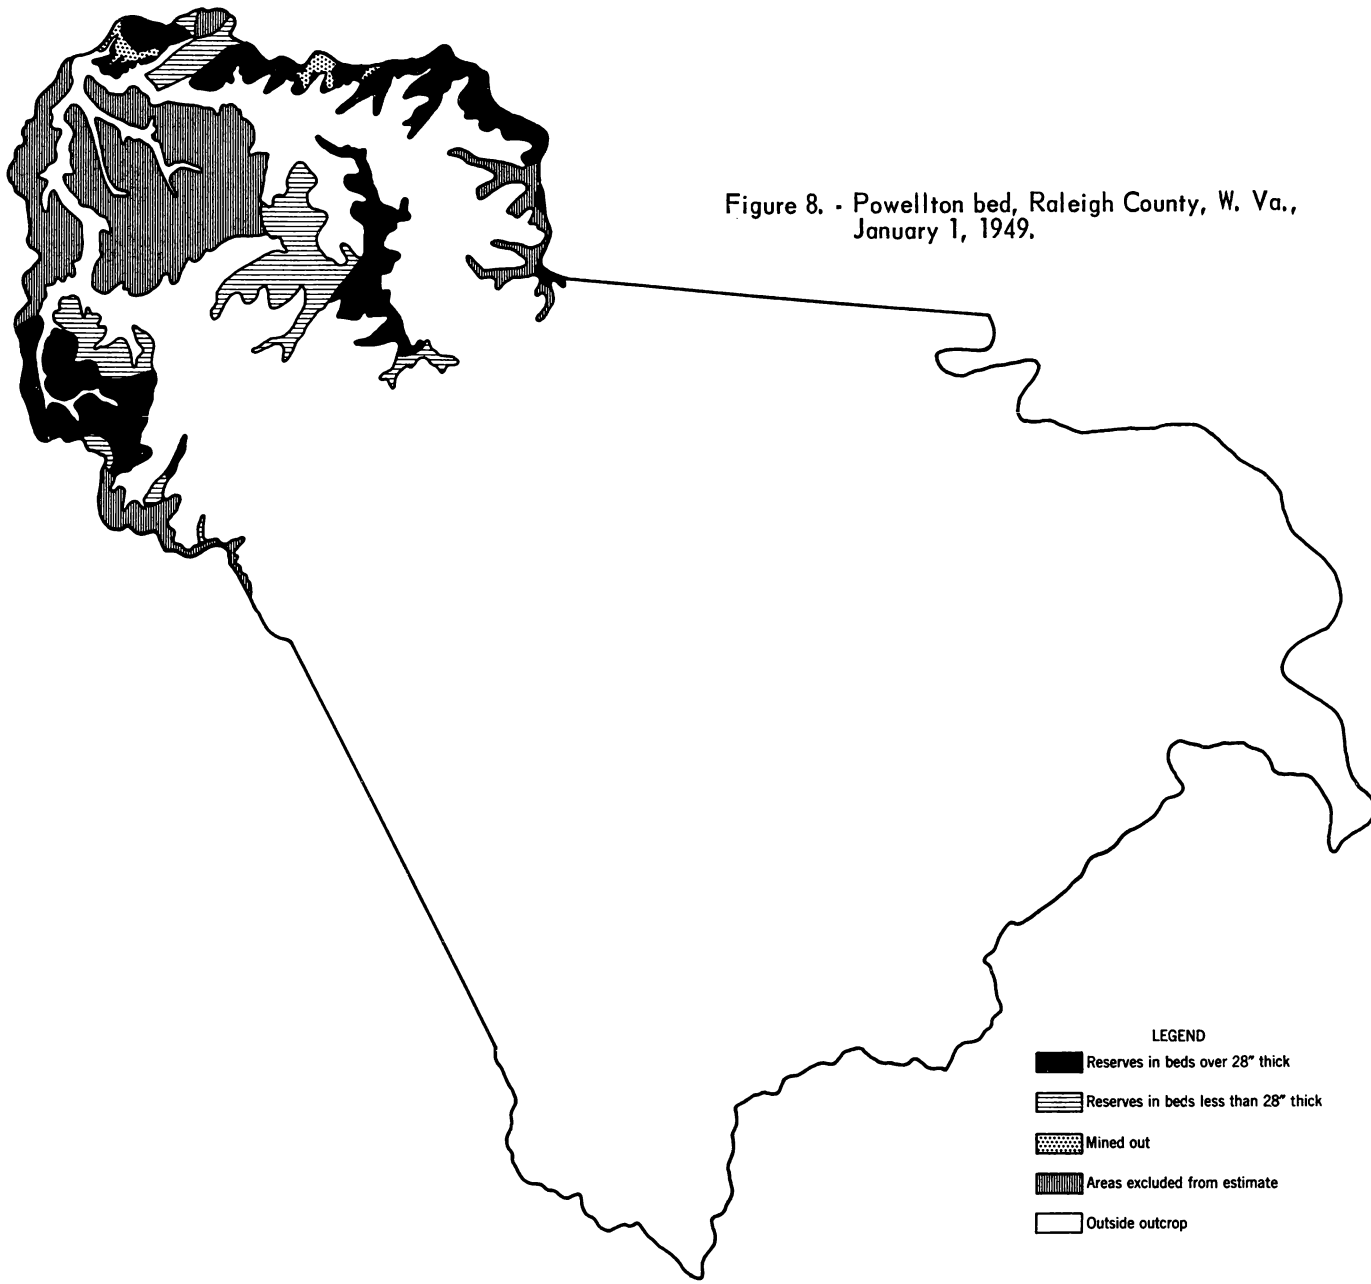 Figure 8. - Powellton bed, Raleigh County, W. Va.,
January 1, 1949.
LEGEND
Reserves in beds over 28" thick
Reserves in beds less than 28" thick
Mined out
Areas excluded from estimate
Outside outcrop